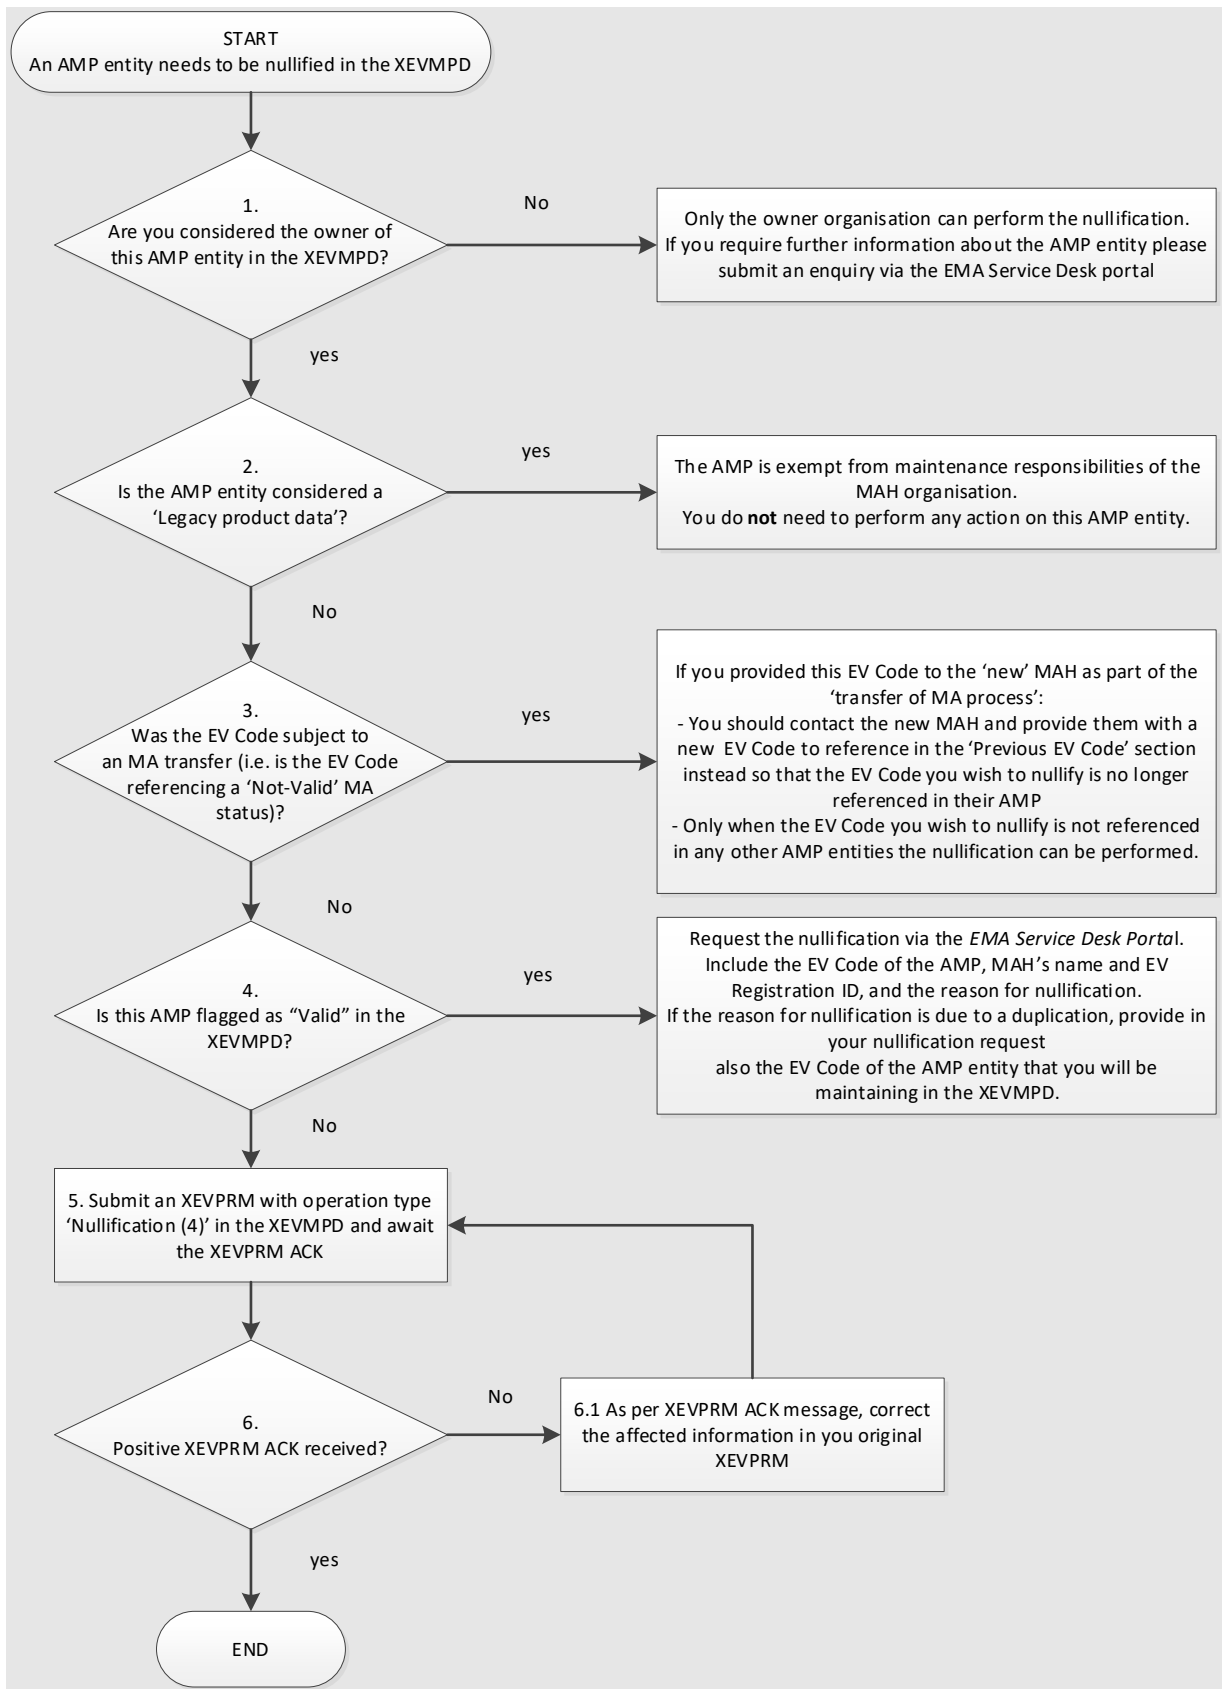 START
An AMP entity needs to be nullified in the XEVMPD
1.
Are you considered the owner of
this AMP entity in the XEVMPD?
No
Only the owner organisation can perform the nullification.
If you require further information about the AMP entity please
submit an enquiry via the EMA Service Desk portal
yes
2.
Is the AMP entity considered a
‘Legacy product data’?
yes
The AMP is exempt from maintenance responsibilities of the
MAH organisation.
You do not need to perform any action on this AMP entity.
No
3.
Was the EV Code subject to
an MA transfer (i.e. is the EV Code
referencing a ‘Not-Valid’ MA
status)?
yes
If you provided this EV Code to the ‘new’ MAH as part of the
‘transfer of MA process’:
- You should contact the new MAH and provide them with a
new EV Code to reference in the ‘Previous EV Code’ section
instead so that the EV Code you wish to nullify is no longer
referenced in their AMP
- Only when the EV Code you wish to nullify is not referenced
in any other AMP entities the nullification can be performed.
No
4.
Is this AMP flagged as “Valid” in the
XEVMPD?
yes
Request the nullification via the EMA Service Desk Portal.
Include the EV Code of the AMP, MAH’s name and EV
Registration ID, and the reason for nullification.
If the reason for nullification is due to a duplication, provide in
your nullification request
also the EV Code of the AMP entity that you will be
maintaining in the XEVMPD.
No
5. Submit an XEVPRM with operation type
‘Nullification (4)’ in the XEVMPD and await
the XEVPRM ACK
6.
Positive XEVPRM ACK received?
No
6.1 As per XEVPRM ACK message, correct
the affected information in you original
XEVPRM
yes
END